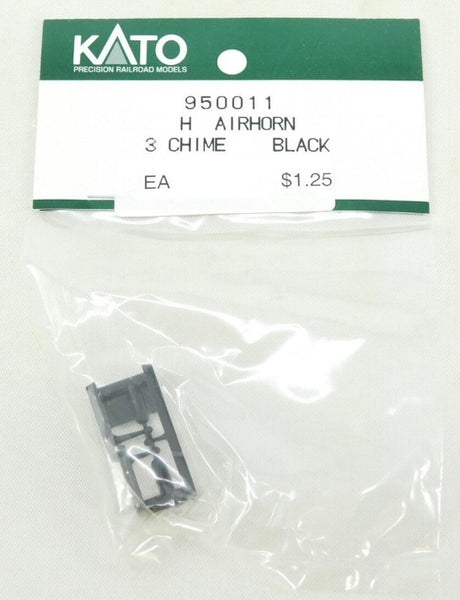 KATO
PRECISION RAILROAD MODELS
950011
H AIRHORN
3 CHIME BLACK
EA $1.25